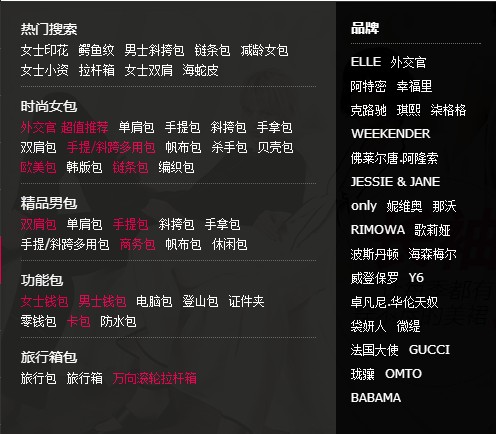 热门搜索
女士印花 鳄鱼纹 男士斜挎包 链条包 减龄女包
女士小资 拉杆箱 女士双肩 海蛇皮
时尚女包
外交官 超值推荐 单肩包 手提包 斜挎包 手拿包
双肩包 手提/斜跨多用包 帆布包 杀手包 贝壳包
欧美包 韩版包 链条包 编织包
精品男包
双肩包 单肩包 手提包 斜挎包 手拿包
手提/斜跨多用包 商务包 帆布包 休闲包
功能包
女士钱包 男士钱包 电脑包 登山包 证件夹
零钱包 卡包 防水包
旅行箱包
旅行包 旅行箱 万向滚轮拉杆箱
品牌
ELLE 外交官
阿特密 幸福里
克路驰 琪熙 柒格格
WEEKENDER
佛莱尔唐.阿隆索
JESSIE & JANE
only 妮维奥 那沃
RIMOWA 歌莉娅
波斯丹顿 海森梅尔
威登保罗 Y6
卓凡尼.华伦天奴
袋妍人 微缇
法国大使 GUCCI
珑骧 OMTO
BABAMA